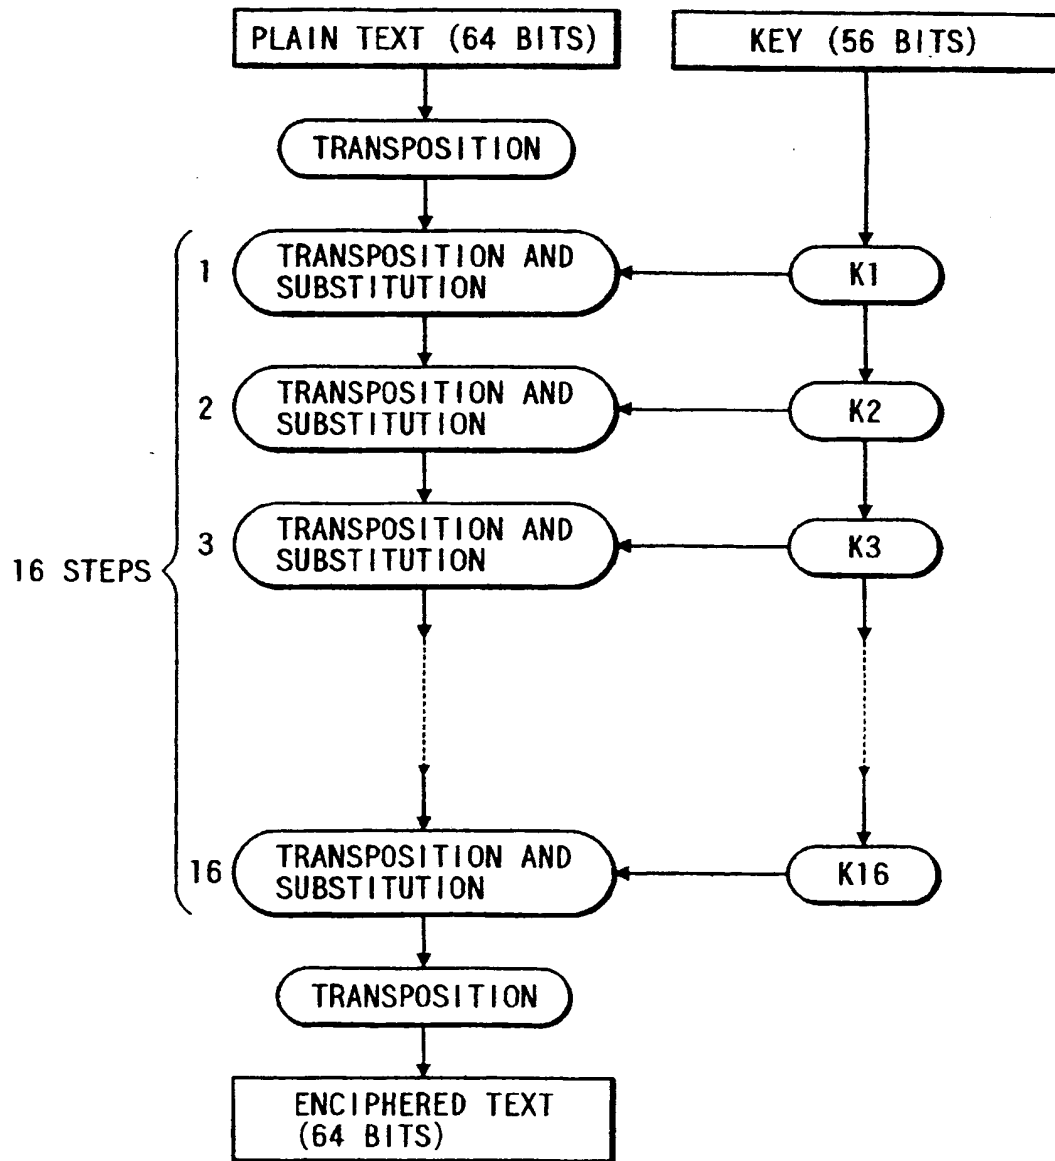 PLAIN TEXT (64 BITS)
KEY (56 BITS)
TRANSPOSITION
1
TRANSPOSITION AND
SUBSTITUTION
K1
2
TRANSPOSITION AND
SUBSTITUTION
K2
3
TRANSPOSITION AND
SUBSTITUTION
K3
16 STEPS
16
TRANSPOSITION AND
SUBSTITUTION
K16
TRANSPOSITION
ENCIPHERED TEXT
(64 BITS)